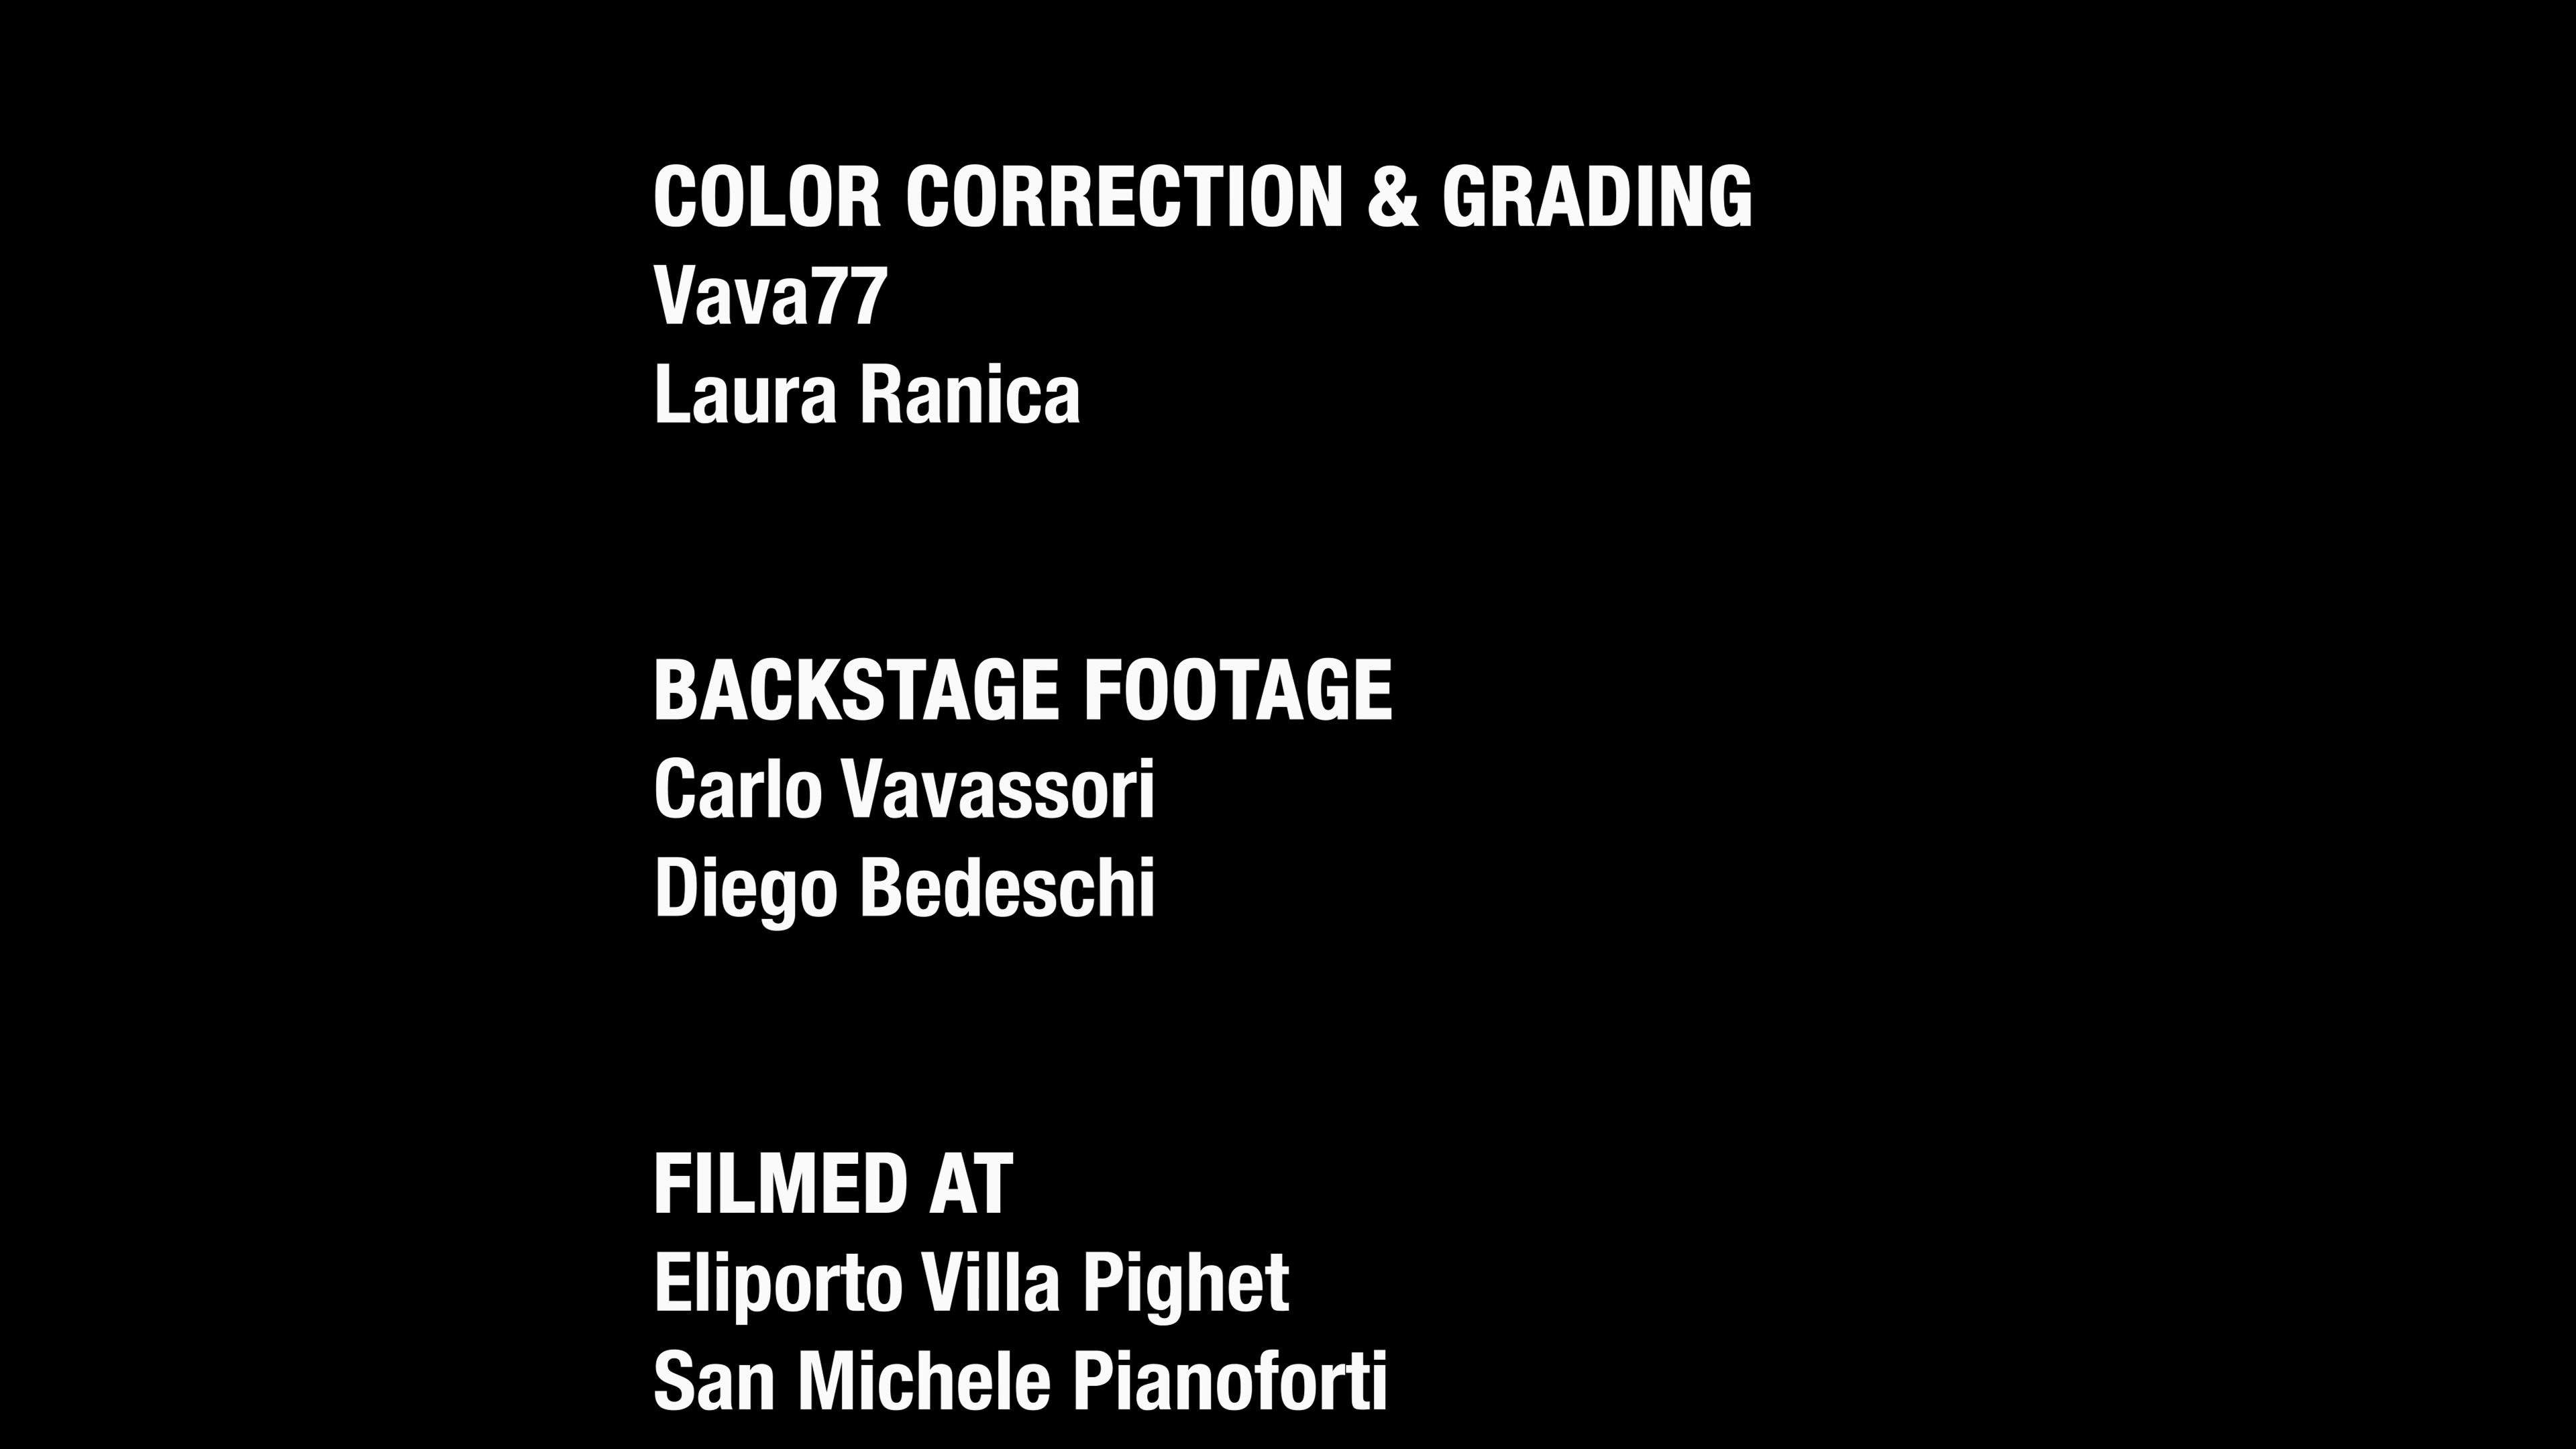 COLOR CORRECTION & GRADING
Vava77
Laura Ranica
BACKSTAGE FOOTAGE
Carlo Vavassori
Diego Bedeschi
FILMED AT
Eliporto Villa Pighet
San Michele Pianoforti